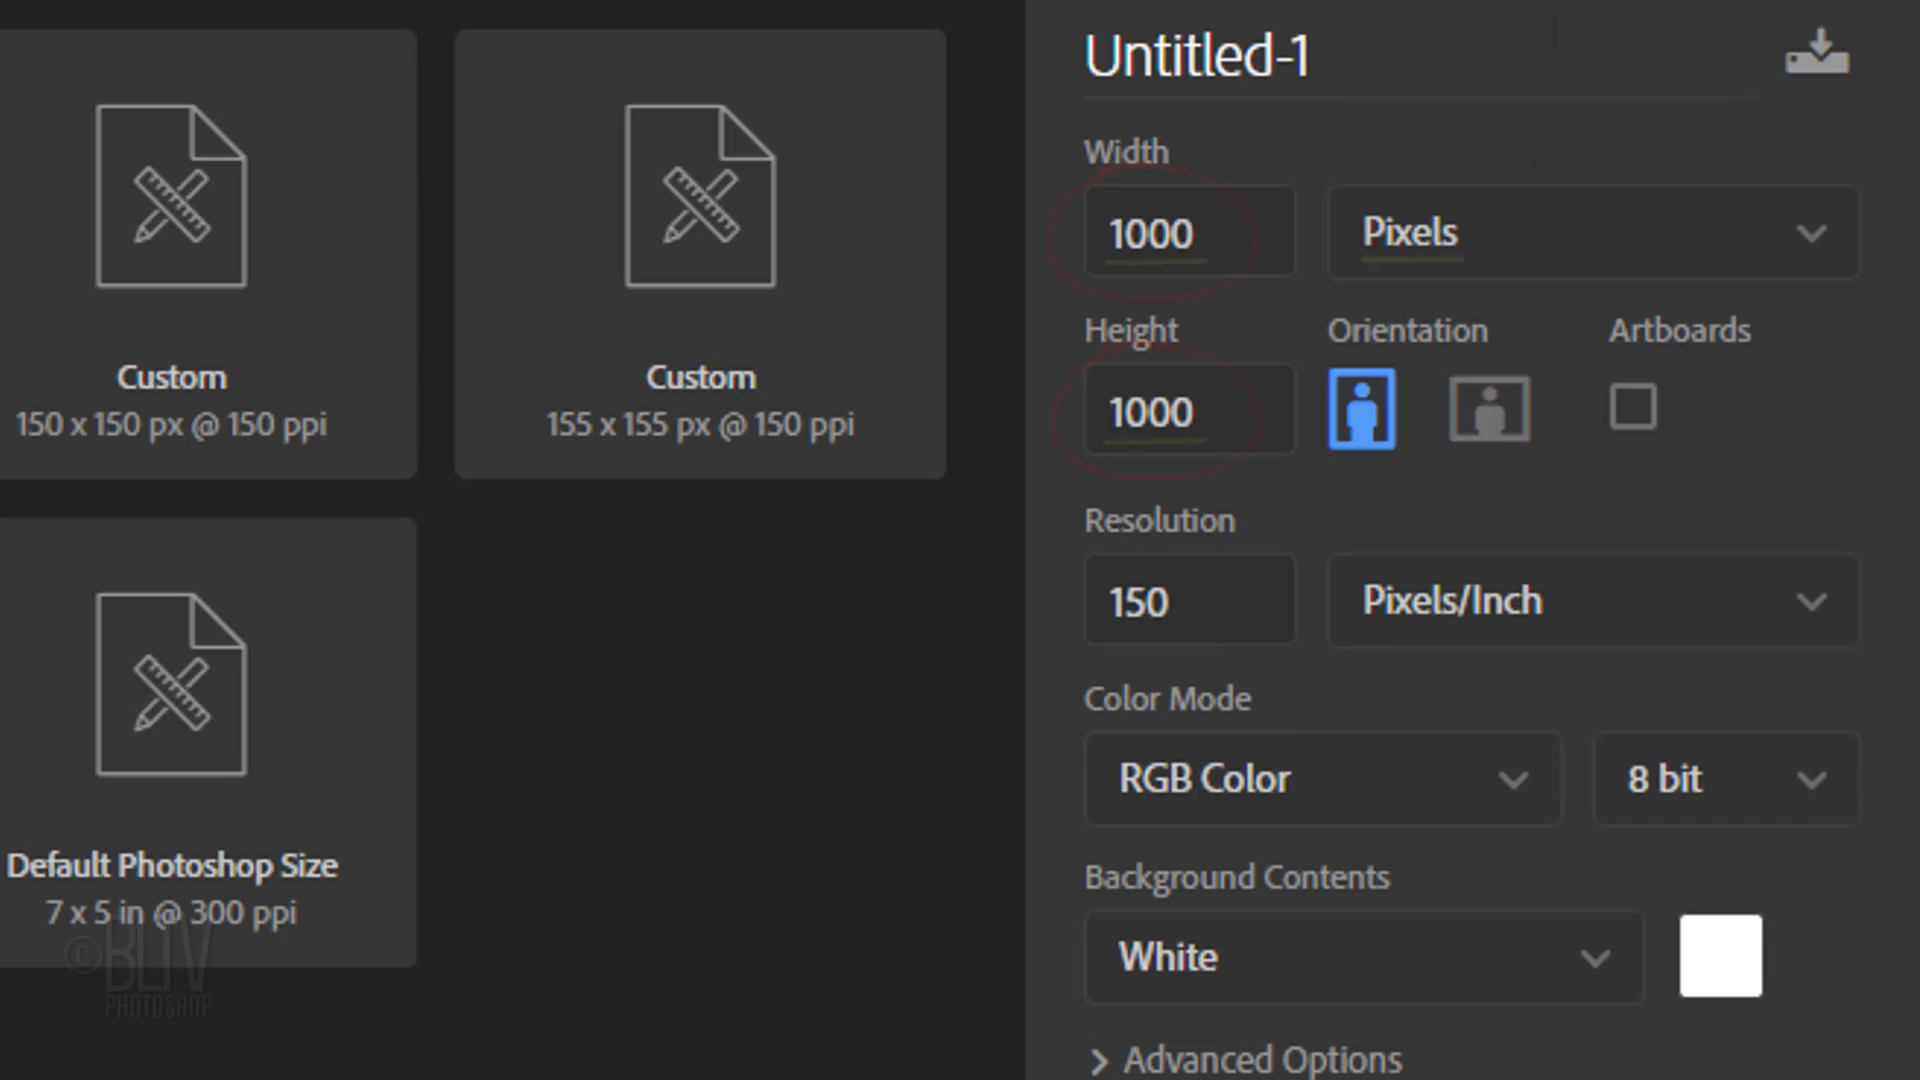 Untitled-1
Width
1000
Pixels
Height
Orientation
Artboards
1000
Resolution
150
Pixels/Inch
Color Mode
RGB Color
8 bit
Background Contents
White
Advanced Options
Custom
150 x 150 px @ 150 ppi
Custom
155 x 155 px @ 150 ppi
Default Photoshop Size
7 x 5 in @ 300 ppi
©BLTV
PHOTOSHOP